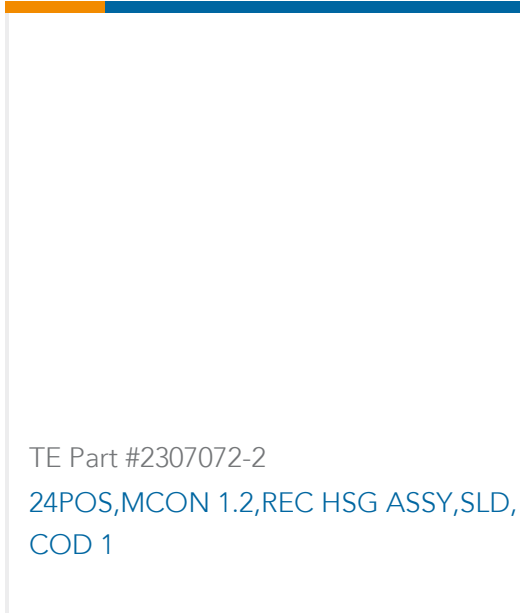 TE Part #2307072-2
24POS,MCON 1.2,REC HSG ASSY,SLD,
COD 1